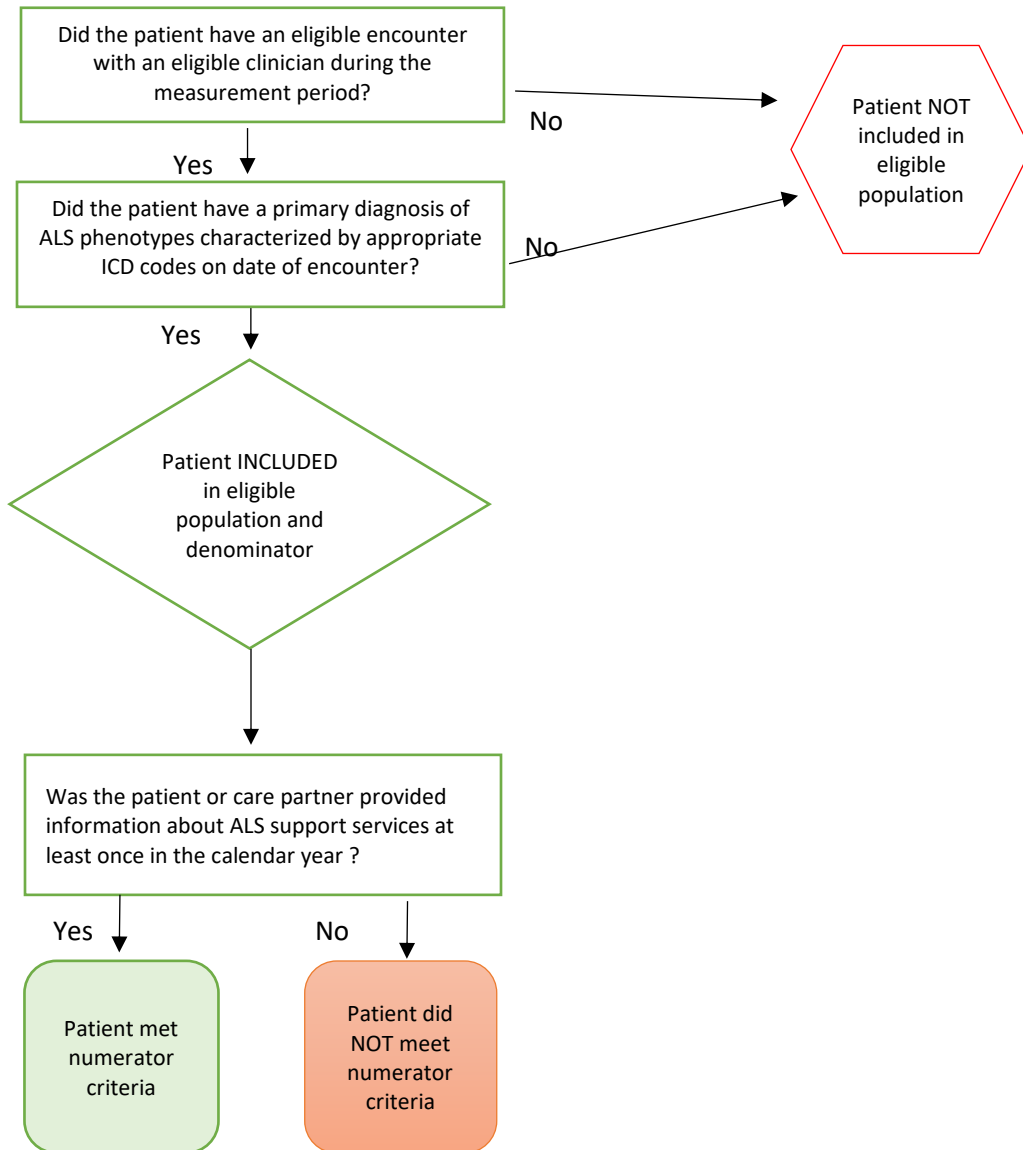 Did the patient have an eligible encounter
with an eligible clinician during the
measurement period?
No
Patient NOT
included in
eligible
population
Yes
Did the patient have a primary diagnosis of
ALS phenotypes characterized by appropriate
ICD codes on date of encounter?
No
Yes
Patient INCLUDED
in eligible
population and
denominator
Was the patient or care partner provided
information about ALS support services at
least once in the calendar year ?
Yes
No
Patient met
numerator
criteria
Patient did
NOT meet
numerator
criteria